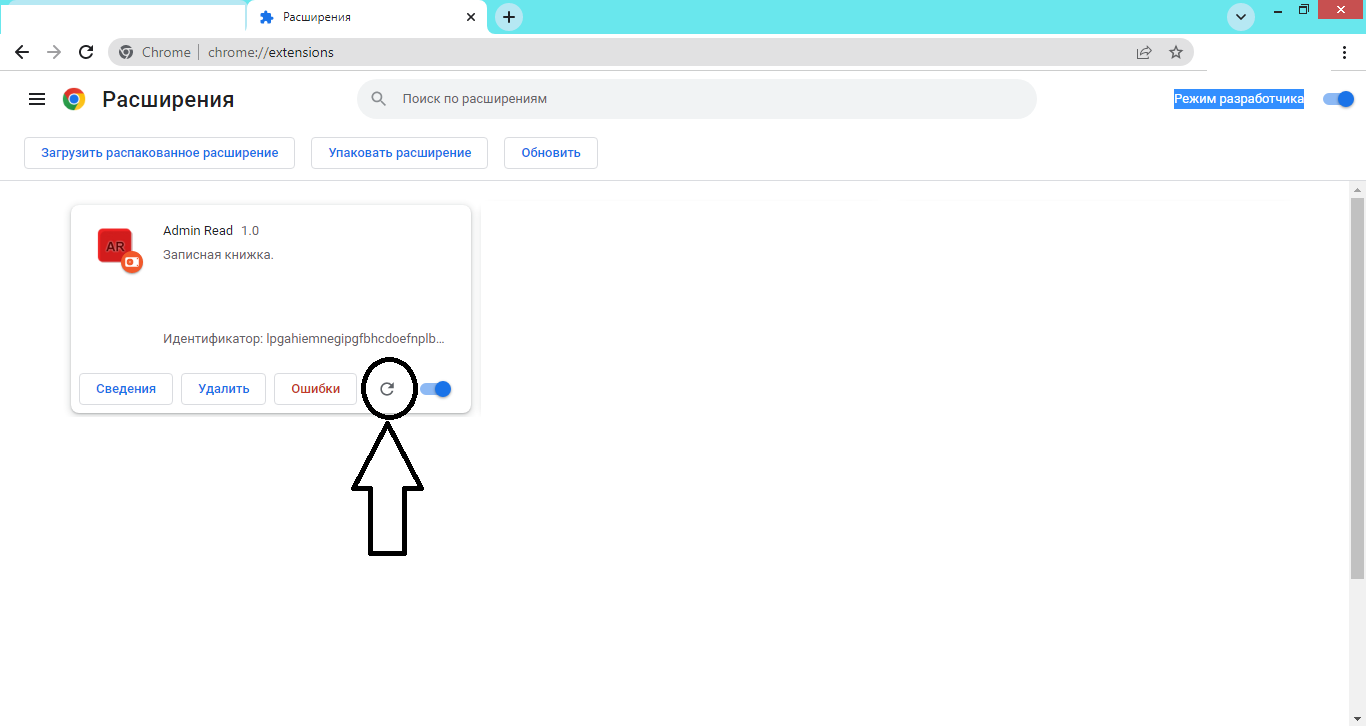 Расширения
Chrome
chrome://extensions
Расширения
Поиск по расширениям
Режим разработчика
Загрузить распакованное расширение
Упаковать расширение
Обновить
AR
Admin Read 1.0
Записная книжка.
Идентификатор: lpgahiemnegipgfbhcdoefnplb...
Сведения
Удалить
Ошибки